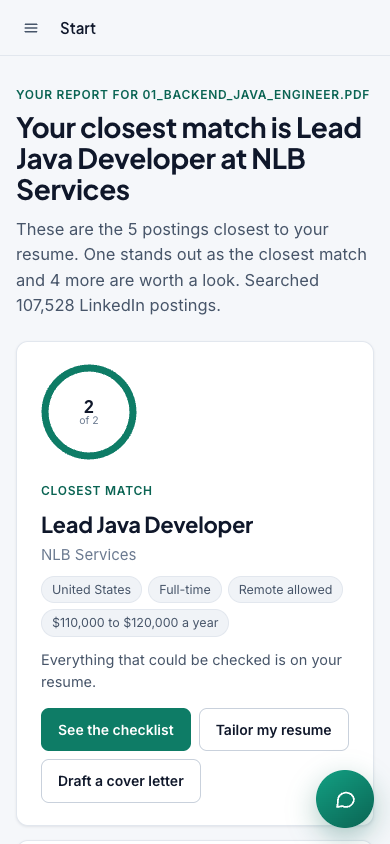 Start
YOUR REPORT FOR 01_BACKEND_JAVA_ENGINEER.PDF
Your closest match is Lead
Java Developer at NLB
Services
These are the 5 postings closest to your
resume. One stands out as the closest match
and 4 more are worth a look. Searched
107,528 LinkedIn postings.
2
of 2
CLOSEST MATCH
Lead Java Developer
NLB Services
United States
Full-time
Remote allowed
$110,000 to $120,000 a year
Everything that could be checked is on your
resume.
See the checklist
Tailor my resume
Draft a cover letter